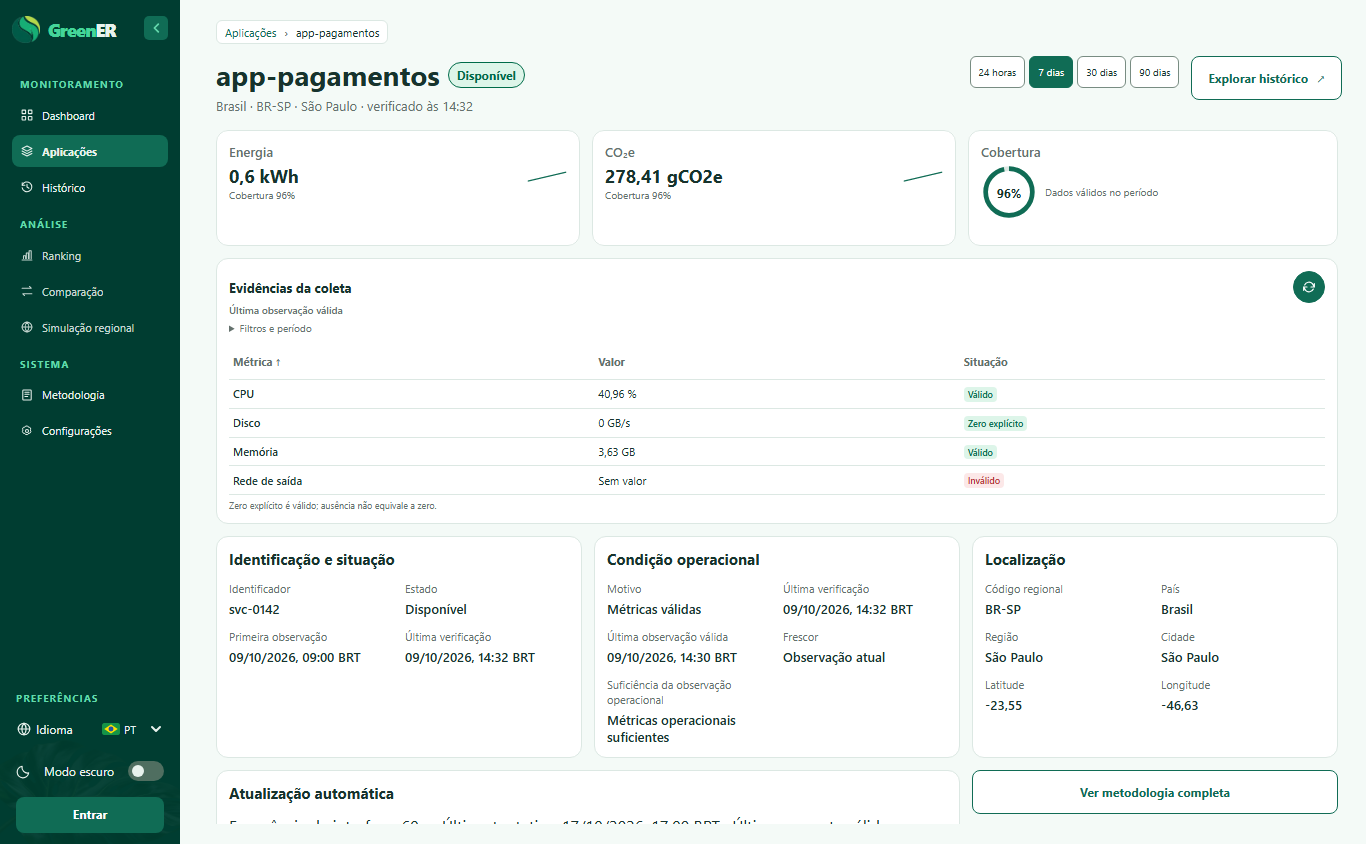 GreenER
MONITORAMENTO
Dashboard
Aplicações
Histórico
ANÁLISE
Ranking
Comparação
Simulação regional
SISTEMA
Metodologia
Configurações
PREFERÊNCIAS
Idioma PT
Modo escuro
Entrar
Aplicações › app-pagamentos
app-pagamentos Disponível
Brasil · BR-SP · São Paulo · verificado às 14:32
24 horas 7 dias 30 dias 90 dias Explorar histórico ↗
Energia
0,6 kWh
Cobertura 96%
CO₂e
278,41 gCO2e
Cobertura 96%
Cobertura
96% Dados válidos no período
Evidências da coleta
Última observação válida
Filtros e período
Métrica ↑ Valor Situação
CPU 40,96 % Válido
Disco 0 GB/s Zero explícito
Memória 3,63 GB Válido
Rede de saída Sem valor Inválido
Zero explícito é válido; ausência não equivale a zero.
Identificação e situação
Identificador Estado
svc-0142 Disponível
Primeira observação Última verificação
09/10/2026, 09:00 BRT 09/10/2026, 14:32 BRT
Condição operacional
Motivo Última verificação
Métricas válidas 09/10/2026, 14:32 BRT
Última observação válida Frescor
09/10/2026, 14:30 BRT Observação atual
Suficiência da observação
operacional
Métricas operacionais
suficientes
Localização
Código regional País
BR-SP Brasil
Região Cidade
São Paulo São Paulo
Latitude Longitude
-23,55 -46,63
Atualização automática
Ver metodologia completa